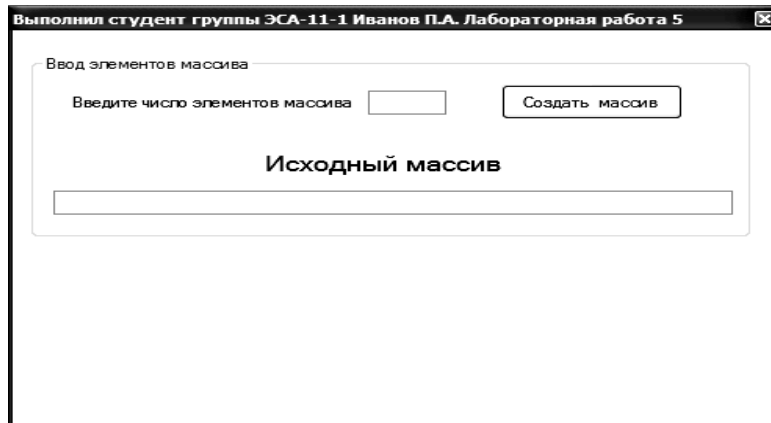 Выполнил студент группы ЭСА-11-1 Иванов П.А. Лабораторная работа 5
Ввод элементов массива
Введите число элементов массива
Создать массив
Исходный массив